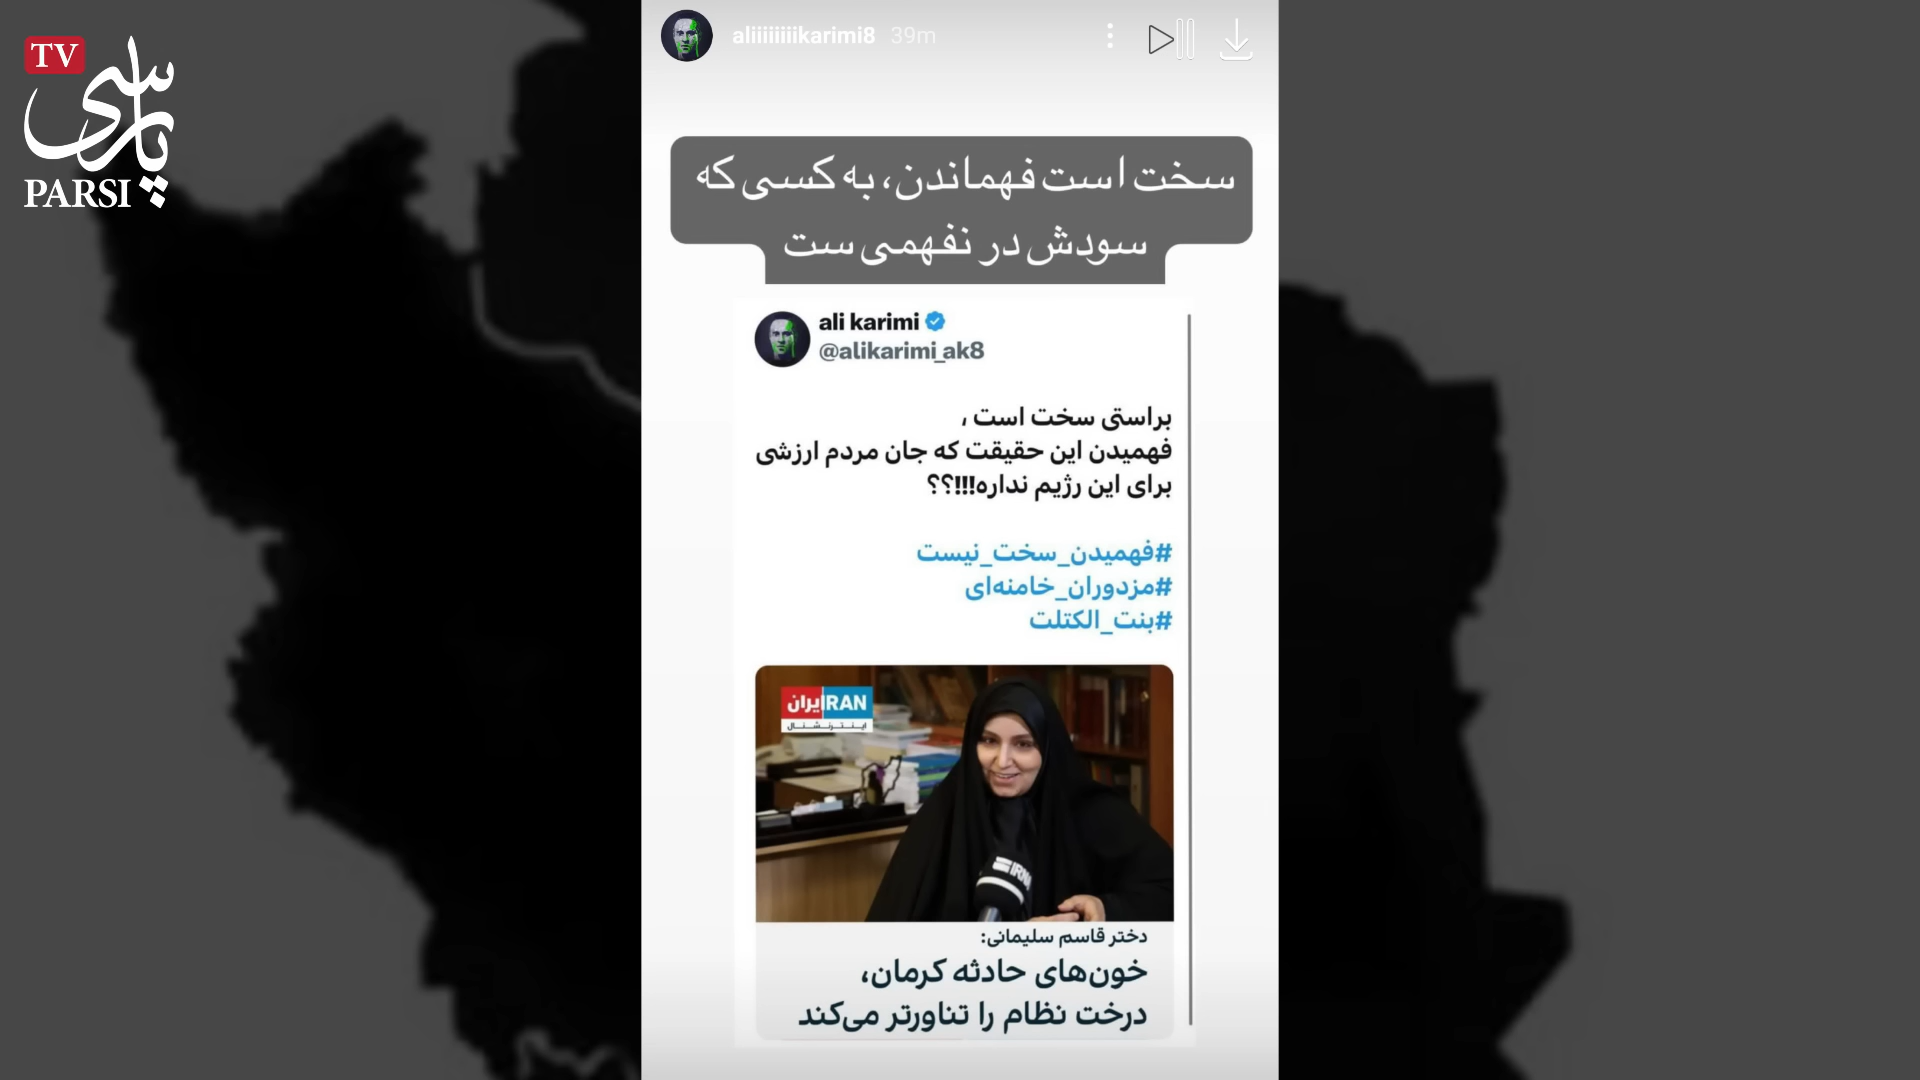 TV
پارسی
PARSI
aliiiiiiiikarimi8 39m
سخت است فهماندن، به کسی که
سودش در نفهمی ست
ali karimi
@alikarimi_ak8
براستی سخت است ،
فهمیدن این حقیقت که جان مردم ارزشی
برای این رژیم نداره!!!؟؟
#فهمیدن_سخت_نیست
#مزدوران_خامنه‌ای
#بنت_الکتلت
ایران IRAN
اینترنشنال
IRNA
دختر قاسم سلیمانی:
خون‌های حادثه کرمان،
درخت نظام را تناورتر می‌کند